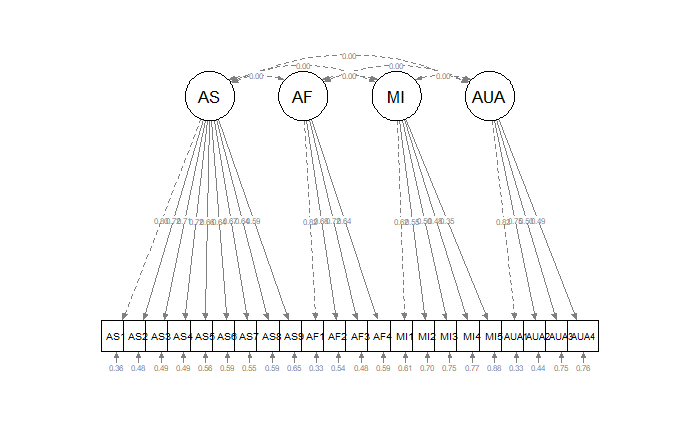 0.00
0.00 0.00
0.00 0.00 0.00
AS AF MI AUA
0.80 0.72 0.71 0.72 0.66 0.64 0.67 0.64 0.59 0.82 0.68 0.72 0.64 0.62 0.55 0.50 0.48 0.35 0.82 0.75 0.50 0.49
AS1 AS2 AS3 AS4 AS5 AS6 AS7 AS8 AS9 AF1 AF2 AF3 AF4 MI1 MI2 MI3 MI4 MI5 AUA1 AUA2 AUA3 AUA4
0.36 0.48 0.49 0.49 0.56 0.59 0.55 0.59 0.65 0.33 0.54 0.48 0.59 0.61 0.70 0.75 0.77 0.88 0.33 0.44 0.75 0.76